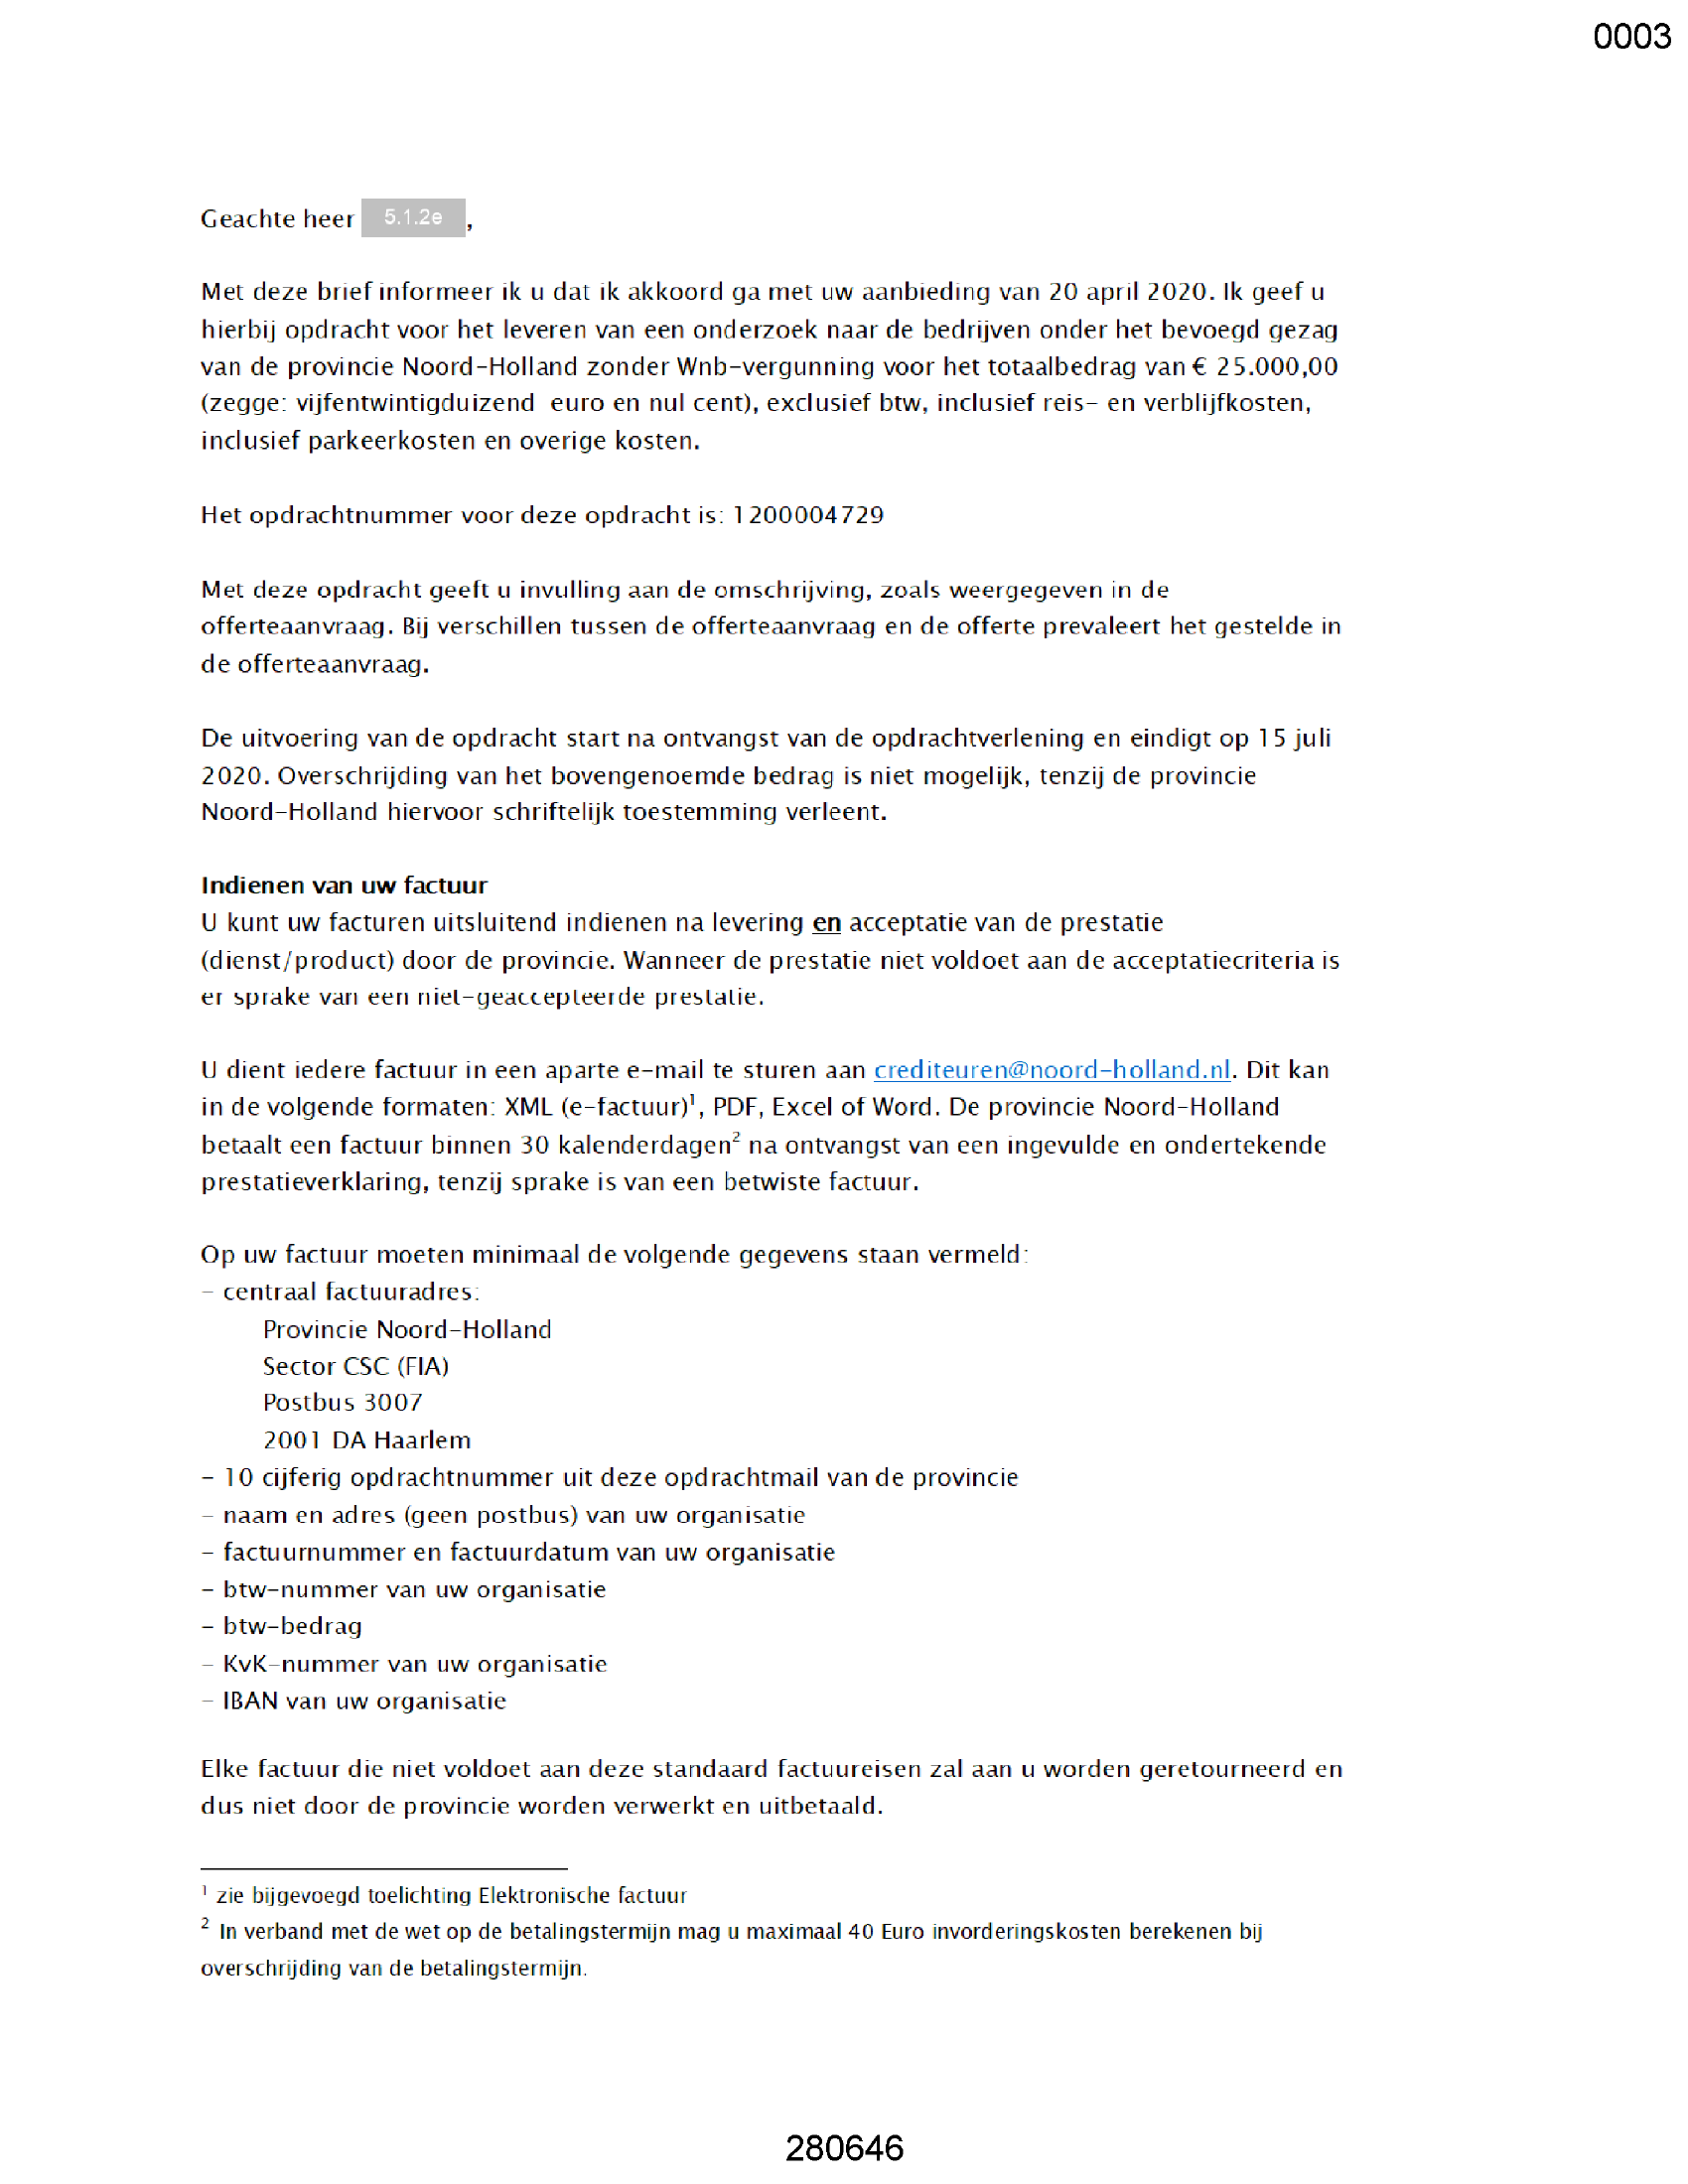 0003
Geachte heer 5.1.2e ,
Met deze brief informeer ik u dat ik akkoord ga met uw aanbieding van 20 april 2020. Ik geef u
hierbij opdracht voor het leveren van een onderzoek naar de bedrijven onder het bevoegd gezag
van de provincie Noord-Holland zonder Wnb-vergunning voor het totaalbedrag van € 25.000,00
(zegge: vijfentwintigduizend euro en nul cent), exclusief btw, inclusief reis- en verblijfkosten,
inclusief parkeerkosten en overige kosten.
Het opdrachtnummer voor deze opdracht is: 1200004729
Met deze opdracht geeft u invulling aan de omschrijving, zoals weergegeven in de
offerteaanvraag. Bij verschillen tussen de offerteaanvraag en de offerte prevaleert het gestelde in
de offerteaanvraag.
De uitvoering van de opdracht start na ontvangst van de opdrachtverlening en eindigt op 15 juli
2020. Overschrijding van het bovengenoemde bedrag is niet mogelijk, tenzij de provincie
Noord-Holland hiervoor schriftelijk toestemming verleent.
Indienen van uw factuur
U kunt uw facturen uitsluitend indienen na levering en acceptatie van de prestatie
(dienst/product) door de provincie. Wanneer de prestatie niet voldoet aan de acceptatiecriteria is
er sprake van een niet-geaccepteerde prestatie.
U dient iedere factuur in een aparte e-mail te sturen aan crediteuren@noord-holland.nl. Dit kan
in de volgende formaten: XML (e-factuur)1, PDF, Excel of Word. De provincie Noord-Holland
betaalt een factuur binnen 30 kalenderdagen2 na ontvangst van een ingevulde en ondertekende
prestatieverklaring, tenzij sprake is van een betwiste factuur.
Op uw factuur moeten minimaal de volgende gegevens staan vermeld:
- centraal factuuradres:
Provincie Noord-Holland
Sector CSC (FIA)
Postbus 3007
2001 DA Haarlem
- 10 cijferig opdrachtnummer uit deze opdrachtmail van de provincie
- naam en adres (geen postbus) van uw organisatie
- factuurnummer en factuurdatum van uw organisatie
- btw-nummer van uw organisatie
- btw-bedrag
- KvK-nummer van uw organisatie
- IBAN van uw organisatie
Elke factuur die niet voldoet aan deze standaard factuureisen zal aan u worden geretourneerd en
dus niet door de provincie worden verwerkt en uitbetaald.
1 zie bijgevoegd toelichting Elektronische factuur
2 In verband met de wet op de betalingstermijn mag u maximaal 40 Euro invorderingskosten berekenen bij
overschrijding van de betalingstermijn.
280646